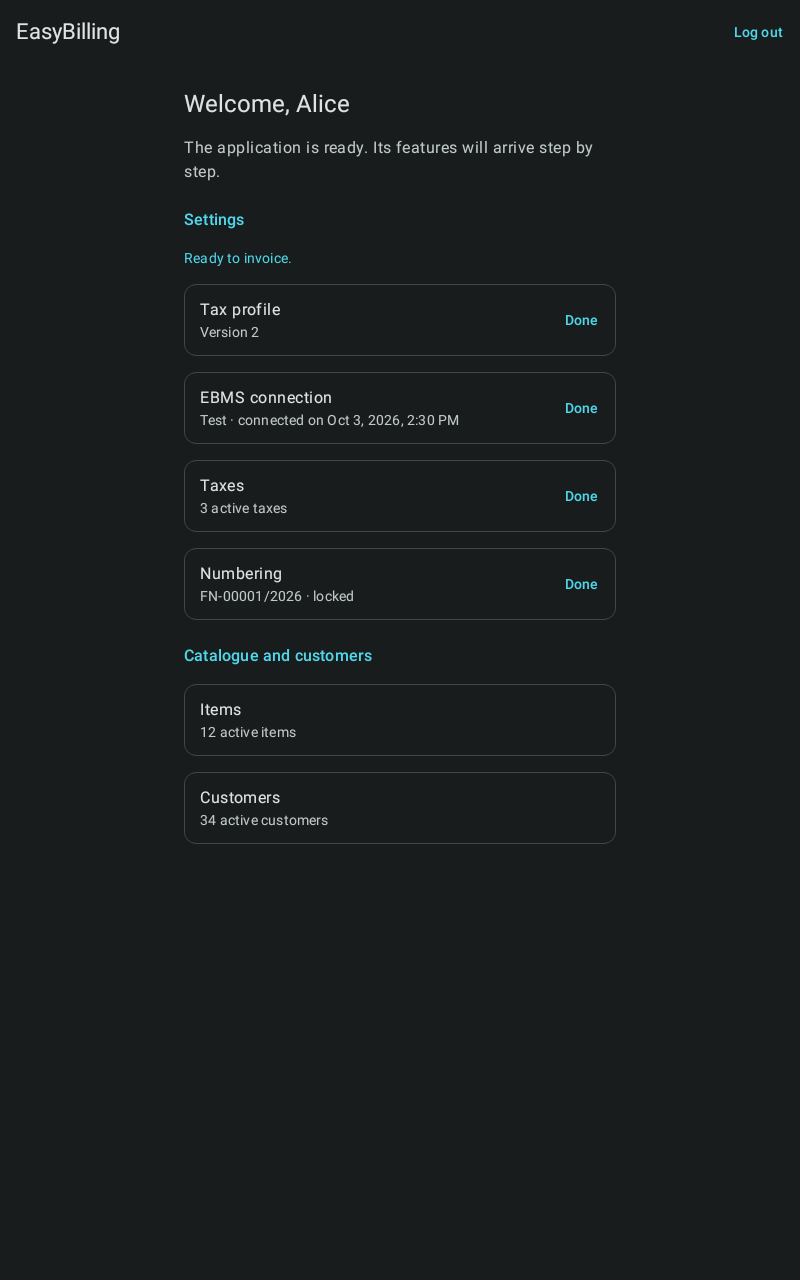 EasyBilling
Log out
Welcome, Alice
The application is ready. Its features will arrive step by
step.
Settings
Ready to invoice.
Tax profile
Version 2
Done
EBMS connection
Test · connected on Oct 3, 2026, 2:30 PM
Done
Taxes
3 active taxes
Done
Numbering
FN-00001/2026 · locked
Done
Catalogue and customers
Items
12 active items
Customers
34 active customers